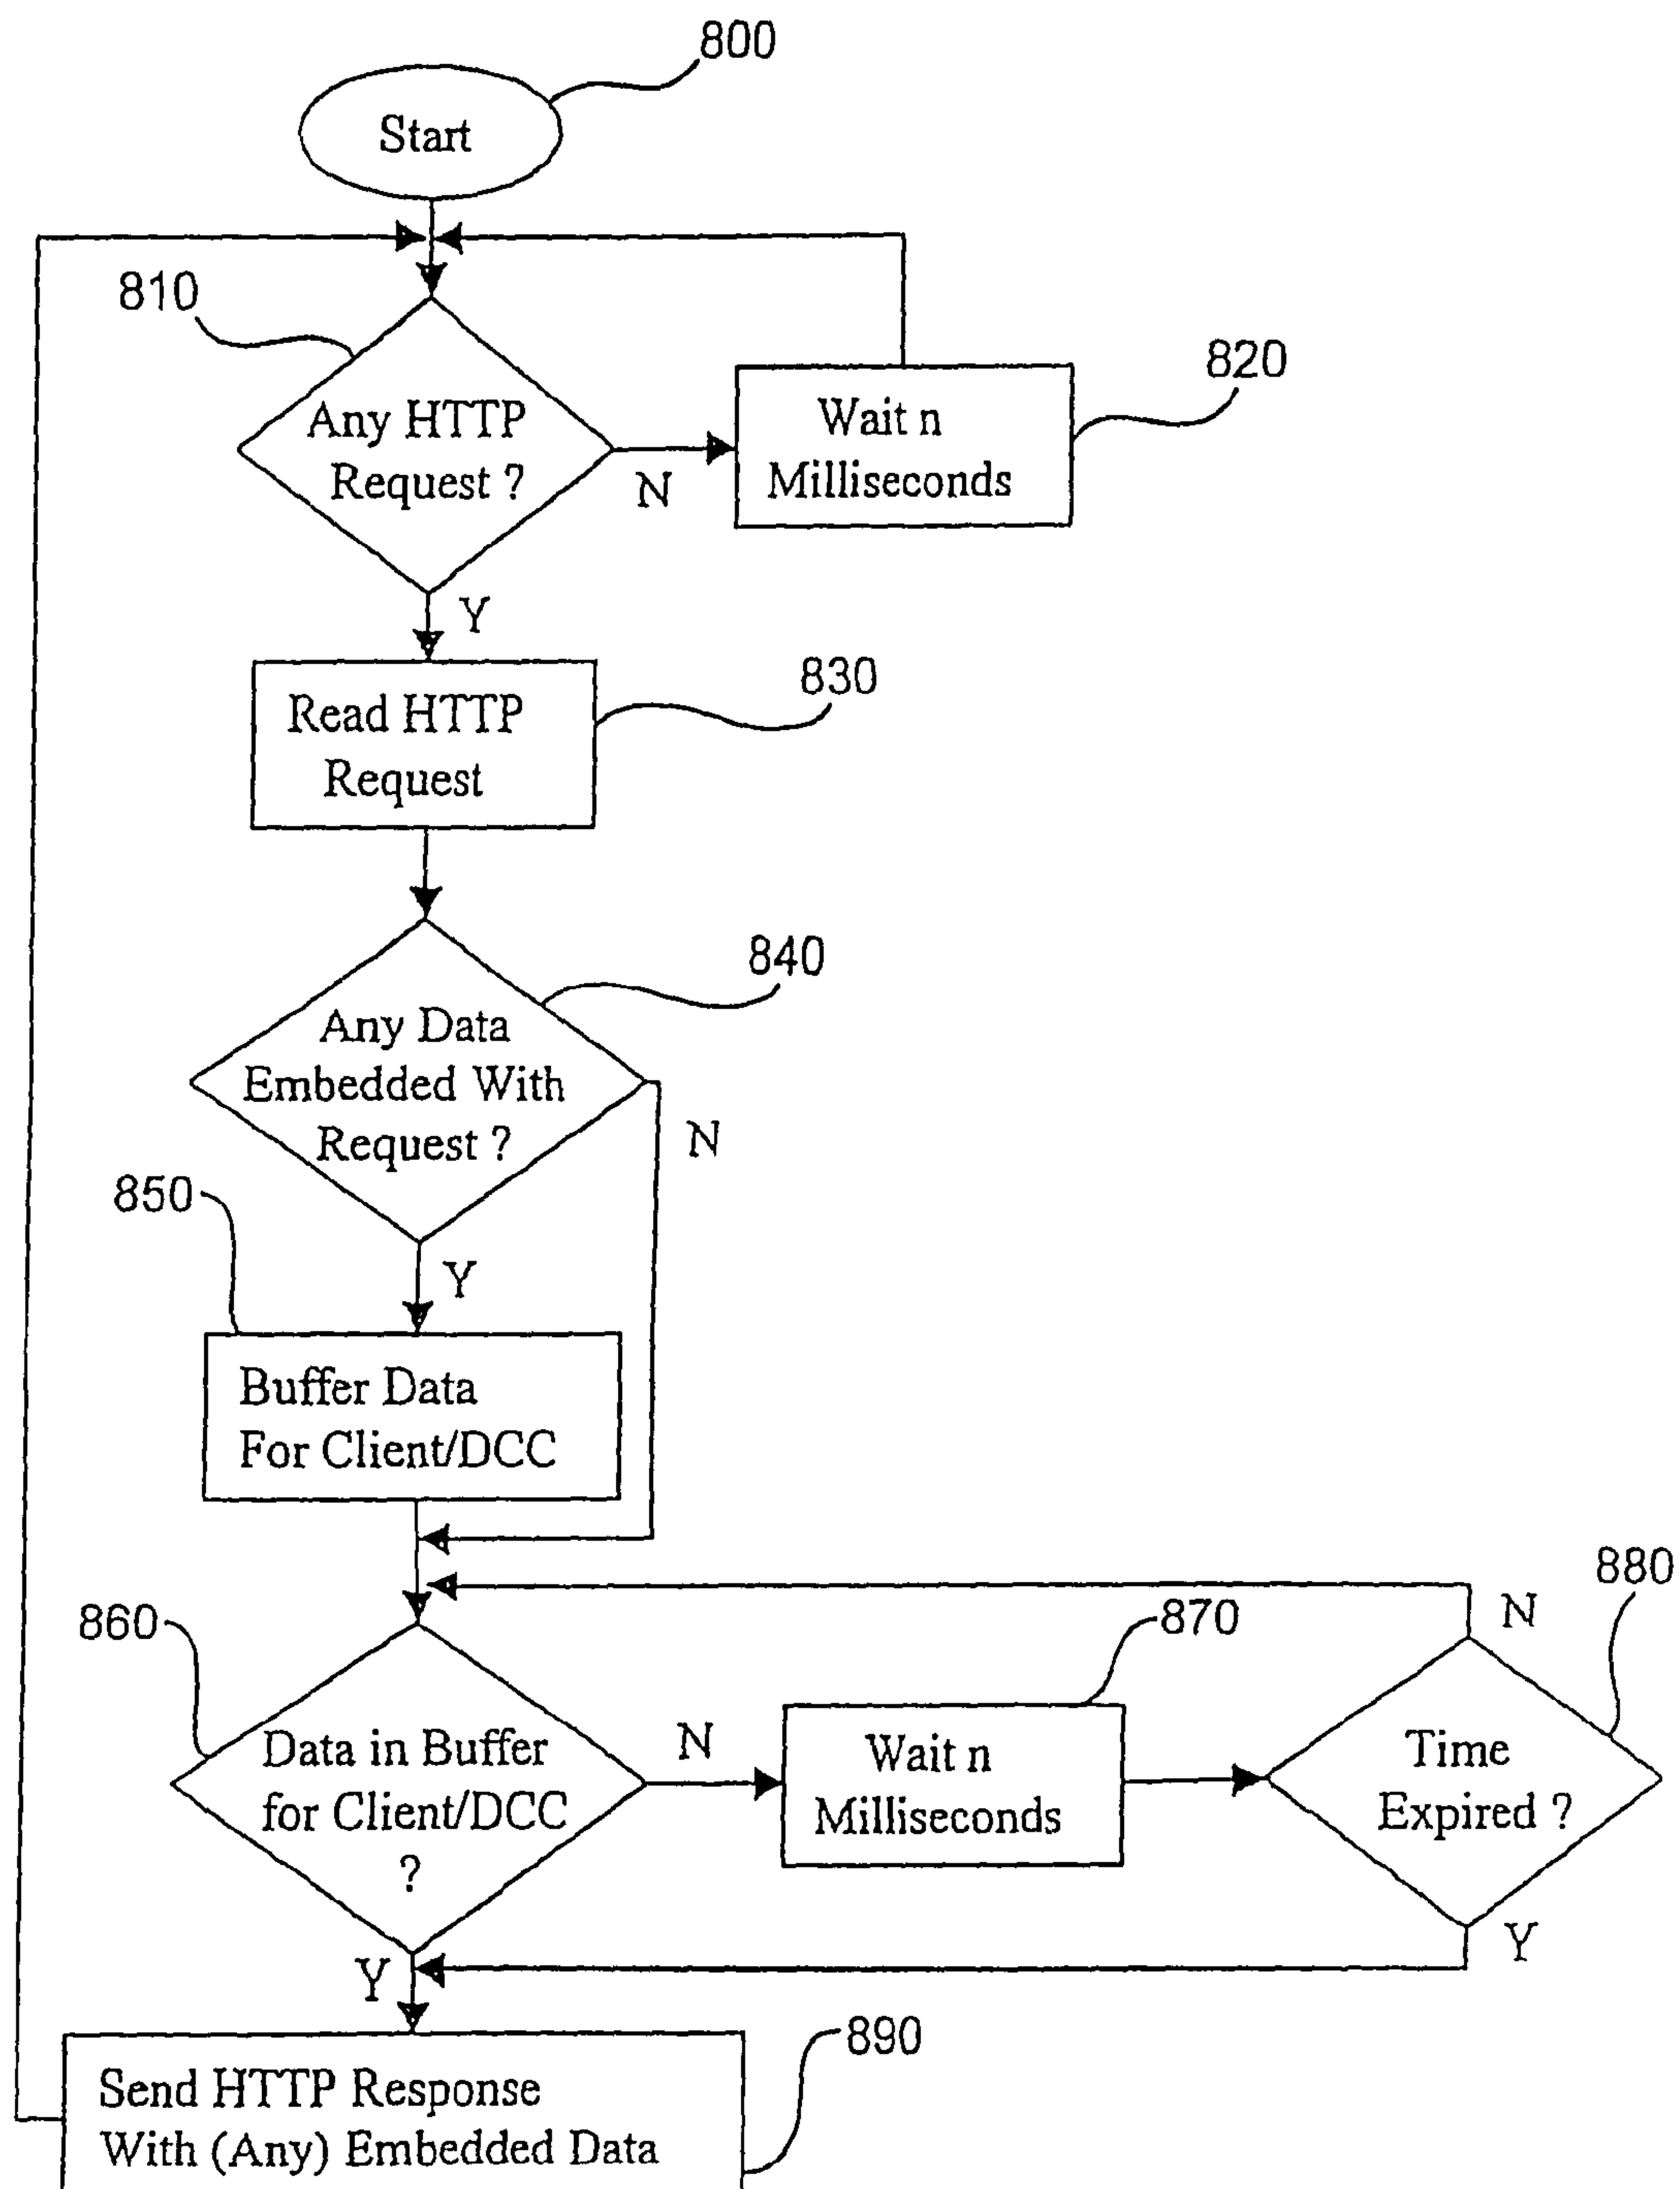 800
Start
810
Any HTTP
Request ?
N
Wait n
Milliseconds
820
Y
Read HTTP
Request
830
840
Any Data
Embedded With
Request ?
N
850
Y
Buffer Data
For Client/DCC
880
860
870
N
Data in Buffer
for Client/DCC
?
N
Wait n
Milliseconds
Time
Expired ?
Y
Y
890
Send HTTP Response
With (Any) Embedded Data